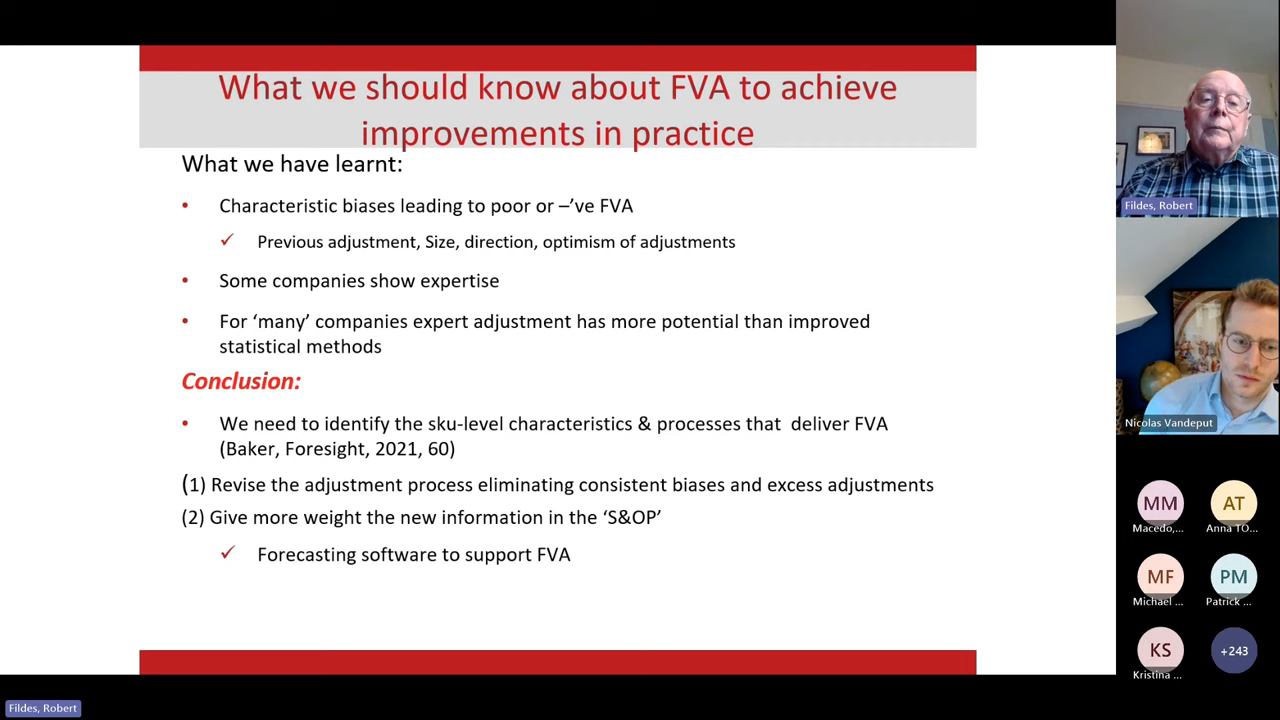 What we should know about FVA to achieve
improvements in practice
What we have learnt:
• Characteristic biases leading to poor or –'ve FVA
✓ Previous adjustment, Size, direction, optimism of adjustments
• Some companies show expertise
• For ‘many’ companies expert adjustment has more potential than improved
statistical methods
Conclusion:
• We need to identify the sku-level characteristics & processes that  deliver FVA
(Baker, Foresight, 2021, 60)
(1) Revise the adjustment process eliminating consistent biases and excess adjustments
(2) Give more weight the new information in the ‘S&OP’
✓ Forecasting software to support FVA
Fildes, Robert
Nicolas Vandeput
MM
AT
Macedo,...
Anna TO...
MF
PM
Michael ...
Patrick ...
KS
+243
Kristina ...
Fildes, Robert